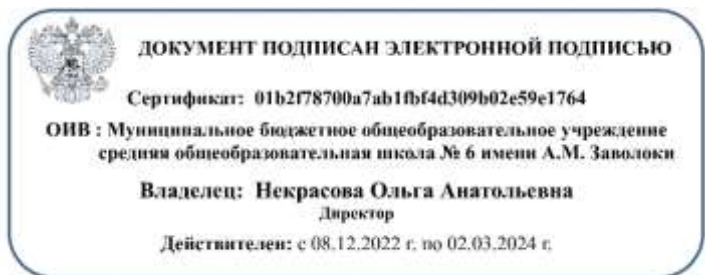 ДОКУМЕНТ ПОДПИСАН ЭЛЕКТРОННОЙ ПОДПИСЬЮ
Сертификат: 01b2f78700a7ab1fbf4d309b02e59e1764
ОИВ : Муниципальное бюджетное общеобразовательное учреждение
средняя общеобразовательная школа № 6 имени А.М. Заволоки
Владелец: Некрасова Ольга Анатольевна
Директор
Действителен: с 08.12.2022 г. по 02.03.2024 г.